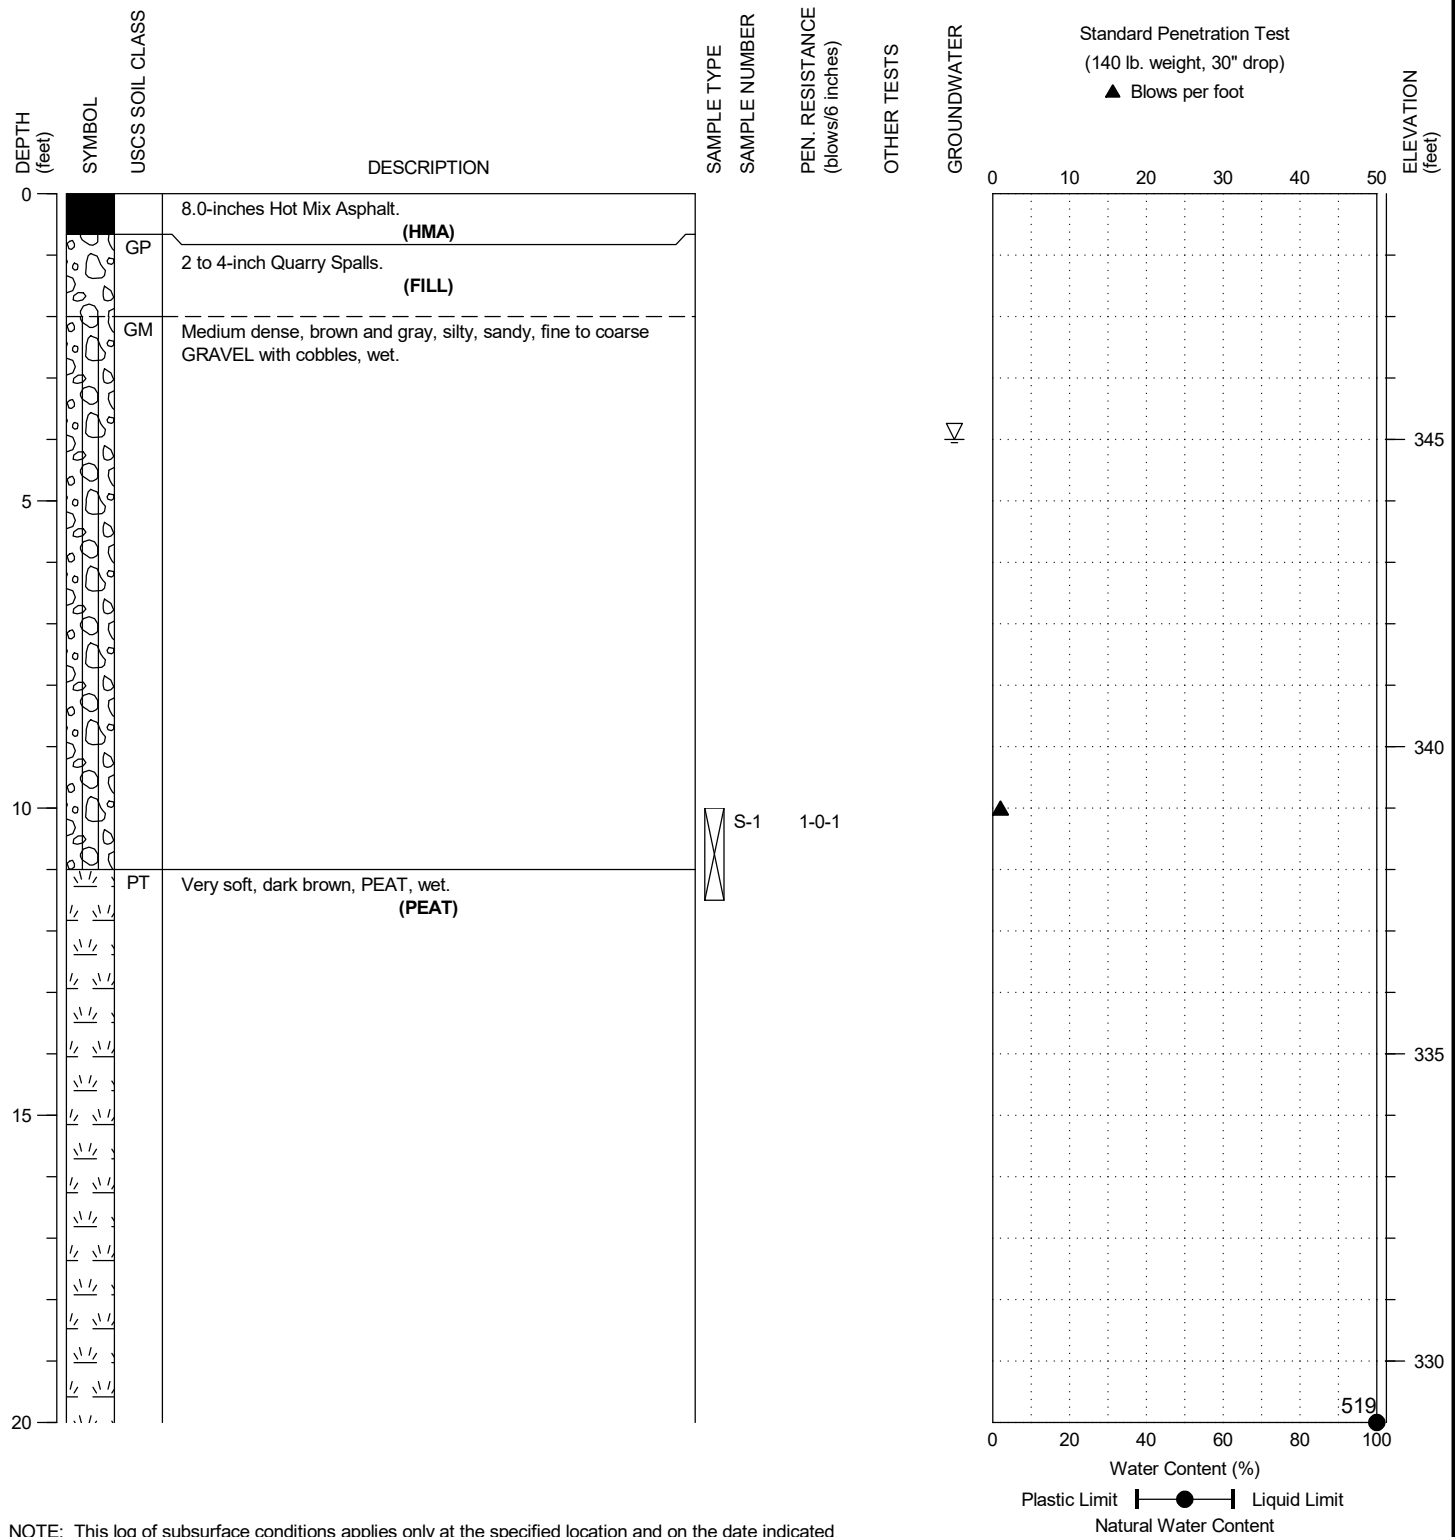 DEPTH
(feet)
SYMBOL
USCS SOIL CLASS
DESCRIPTION
SAMPLE TYPE
SAMPLE NUMBER
PEN. RESISTANCE
(blows/6 inches)
OTHER TESTS
GROUNDWATER
Standard Penetration Test
(140 lb. weight, 30" drop)
▲ Blows per foot
ELEVATION
(feet)
0 10 20 30 40 50
0
8.0-inches Hot Mix Asphalt.
(HMA)
GP
2 to 4-inch Quarry Spalls.
(FILL)
GM
Medium dense, brown and gray, silty, sandy, fine to coarse
GRAVEL with cobbles, wet.
345
5
340
10
S-1 1-0-1
PT
Very soft, dark brown, PEAT, wet.
(PEAT)
335
15
330
519
20
0 20 40 60 80 100
Water Content (%)
Plastic Limit Liquid Limit
Natural Water Content
NOTE: This log of subsurface conditions applies only at the specified location and on the date indicated